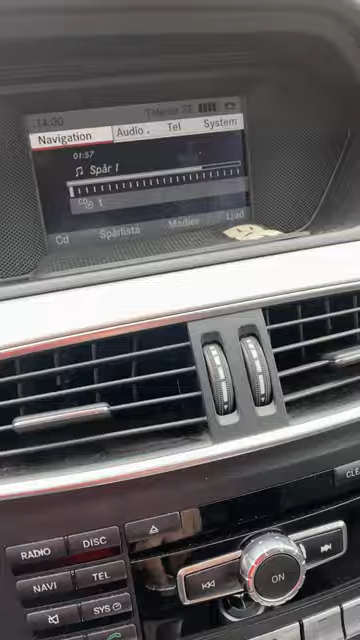 14:00 Telenor SE
Navigation Audio Tel System
01:57
Spår 1
CD 1
Cd Spårlista Medier Ljud
RADIO DISC
NAVI TEL
SYS
ON
CLE